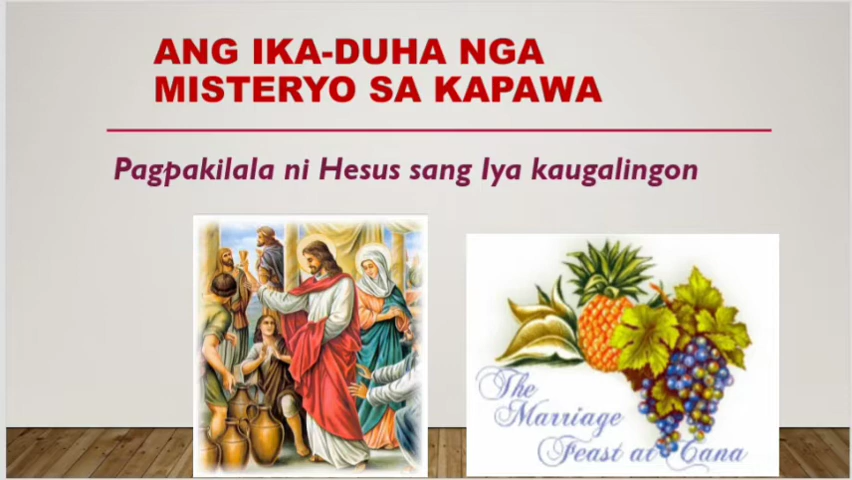 ANG IKA-DUHA NGA
MISTERYO SA KAPAWA
Pagpakilala ni Hesus sang Iya kaugalingon
The
Marriage
Feast at Cana